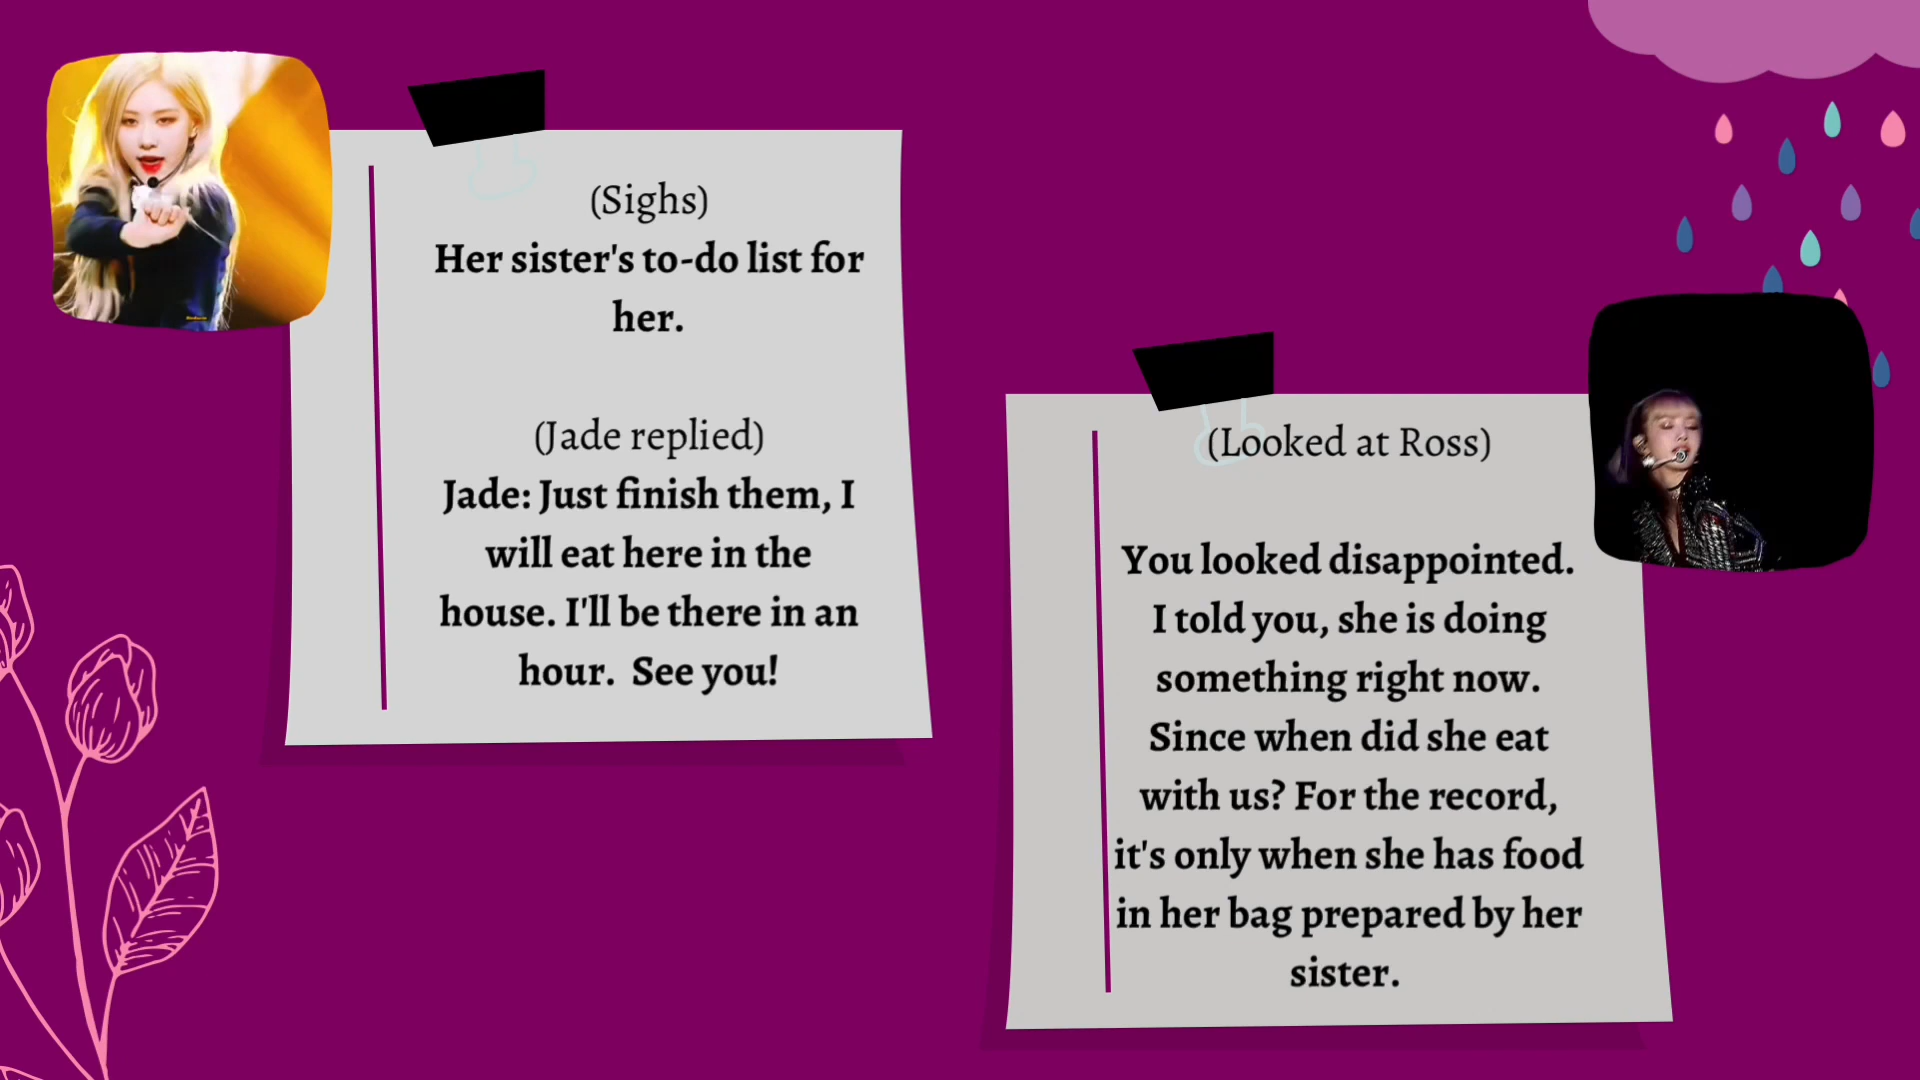 (Sighs)
Her sister's to-do list for
her.
(Jade replied)
Jade: Just finish them, I
will eat here in the
house. I'll be there in an
hour.  See you!
(Looked at Ross)
You looked disappointed.
I told you, she is doing
something right now.
Since when did she eat
with us? For the record,
it's only when she has food
in her bag prepared by her
sister.